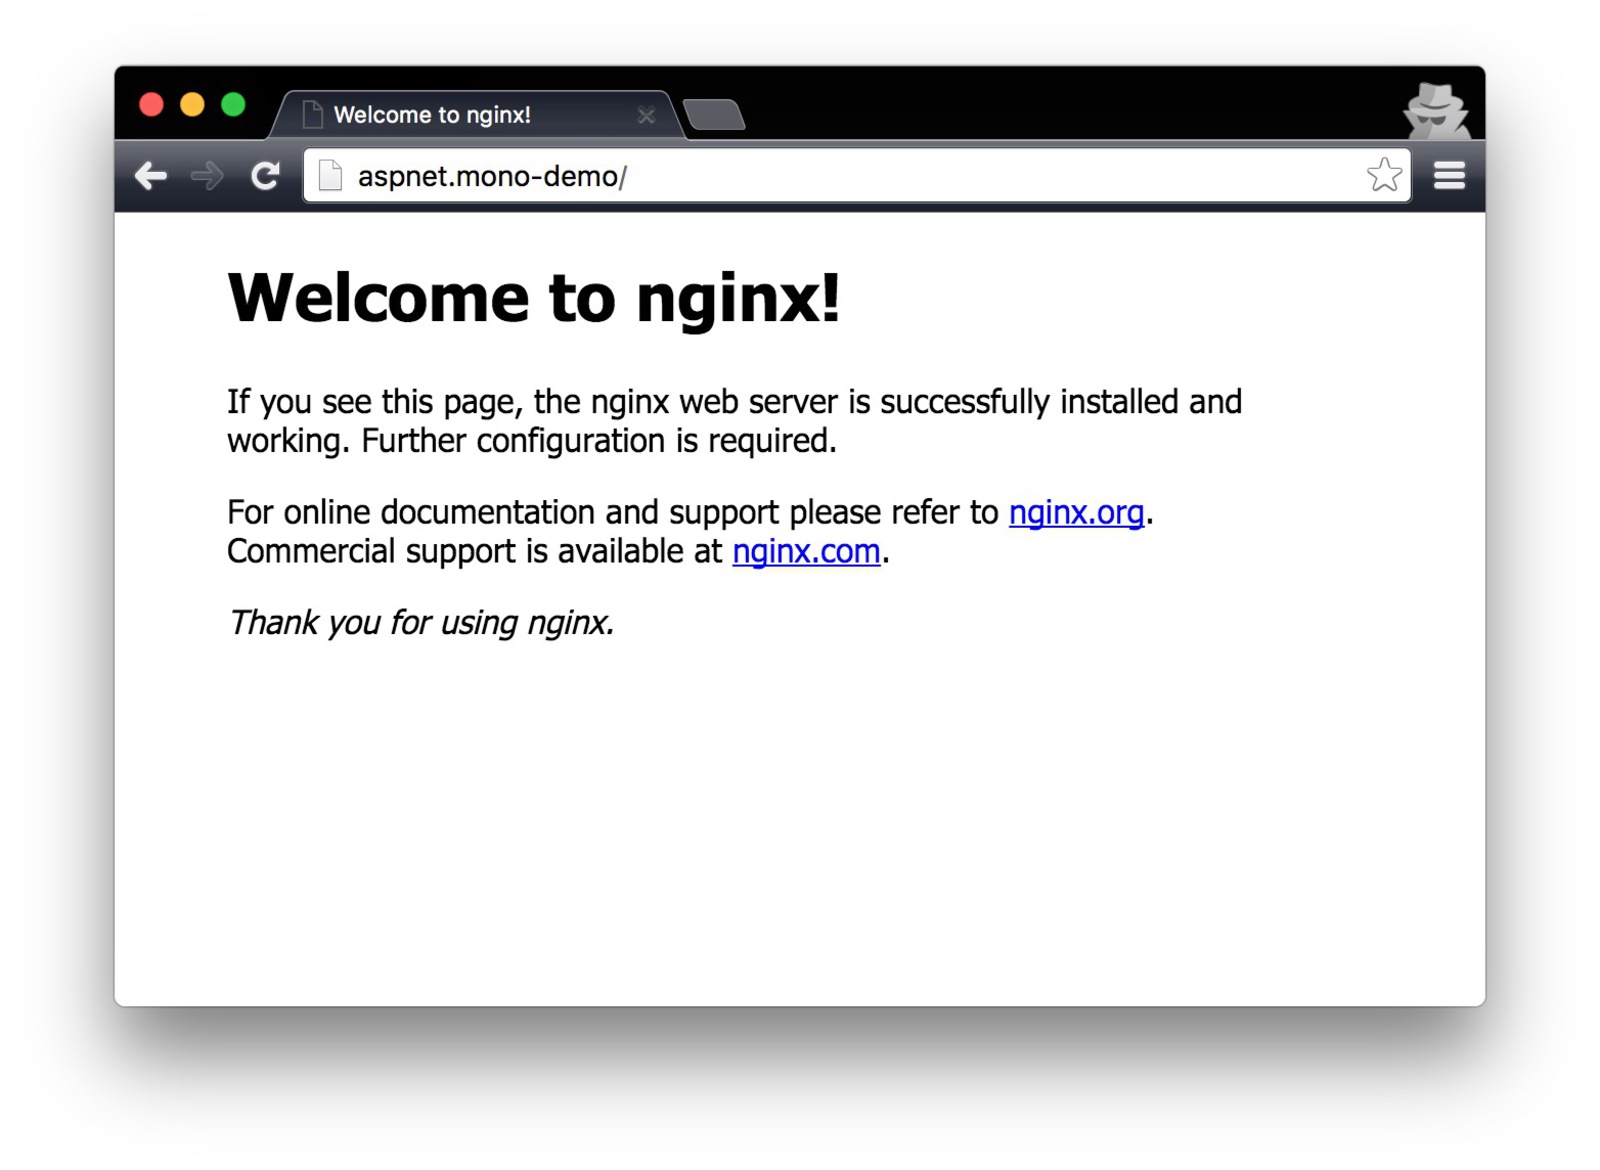 Welcome to nginx!
aspnet.mono-demo/
Welcome to nginx!
If you see this page, the nginx web server is successfully installed and
working. Further configuration is required.
For online documentation and support please refer to nginx.org.
Commercial support is available at nginx.com.
Thank you for using nginx.